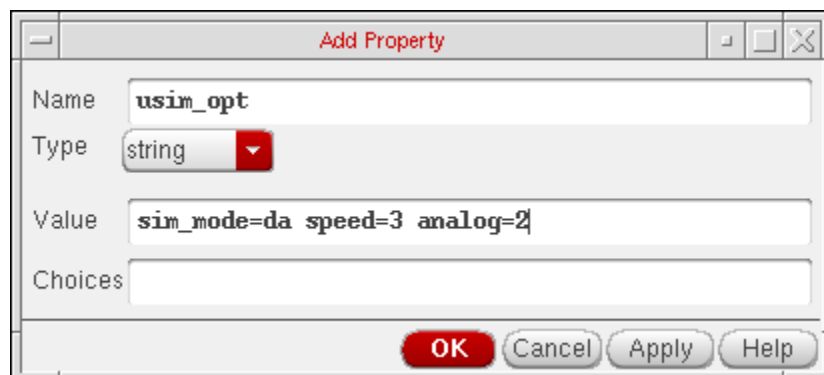 Add Property
Name usim_opt
Type string
Value sim_mode=da speed=3 analog=2
Choices
OK Cancel Apply Help